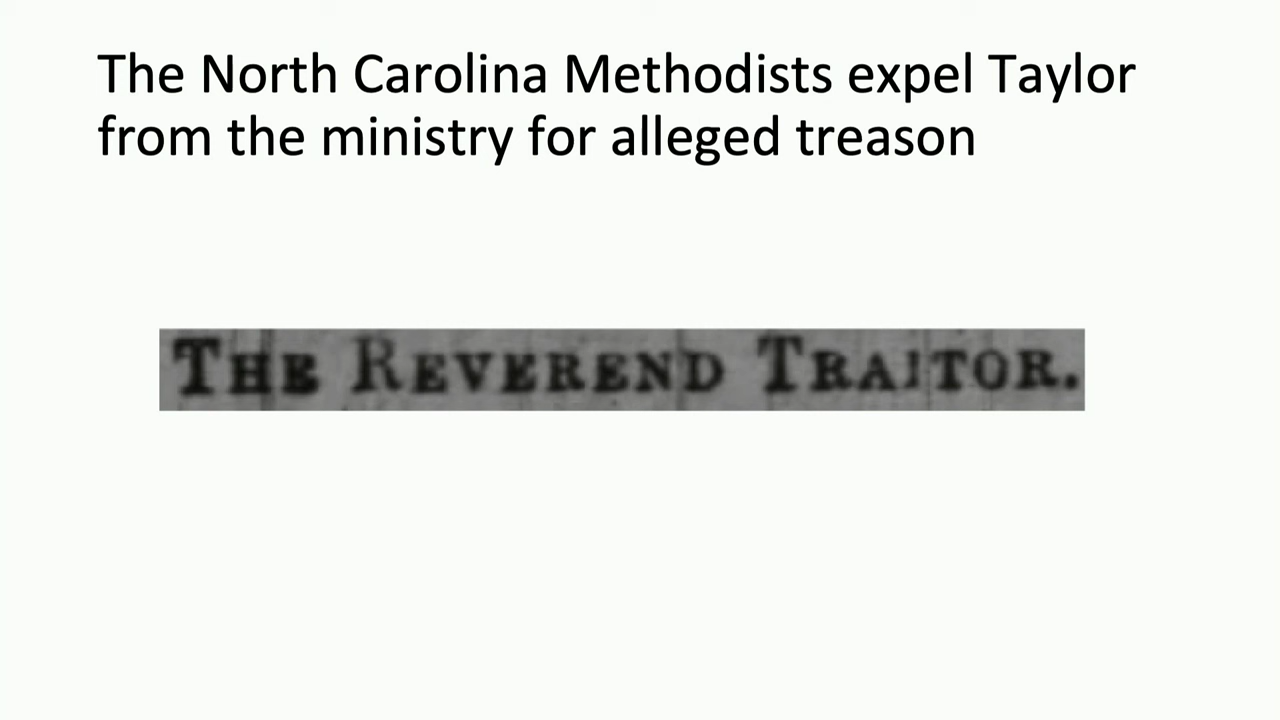 The North Carolina Methodists expel Taylor
from the ministry for alleged treason
THE REVEREND TRAITOR.